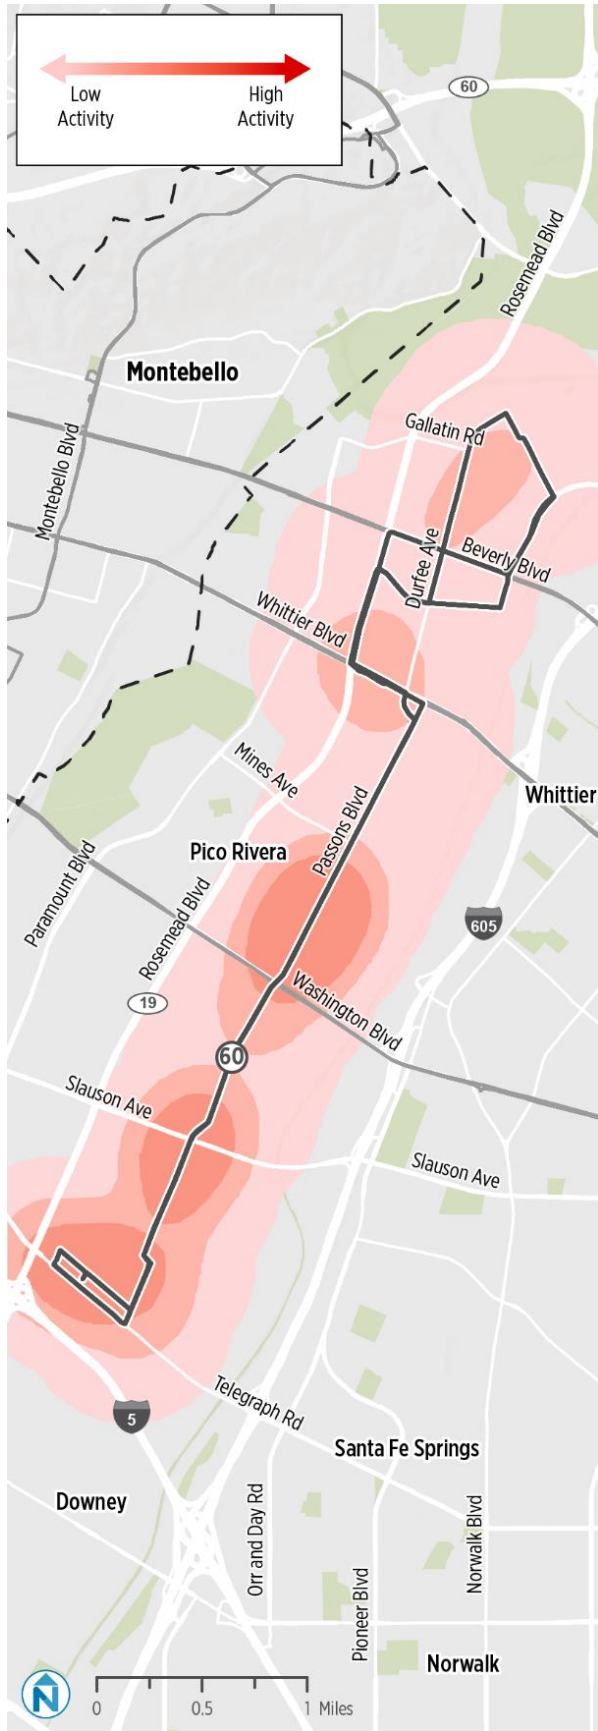 Low
Activity
High
Activity
60
Rosemead Blvd
Montebello
Gallatin Rd
Montebello Blvd
Durfee Ave
Beverly Blvd
Whittier Blvd
Mines Ave
Whittier
Passons Blvd
Pico Rivera
Paramount Blvd
Rosemead Blvd
605
19
Washington Blvd
60
Slauson Ave
Slauson Ave
Telegraph Rd
5
Santa Fe Springs
Downey
Orr and Day Rd
Norwalk Blvd
Pioneer Blvd
Norwalk
N
0 0.5 1 Miles